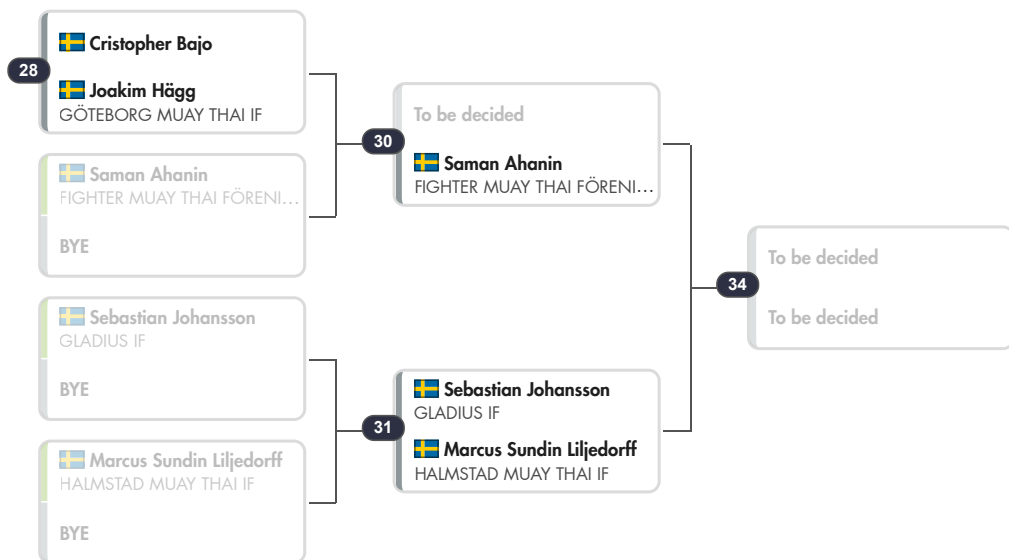 28
Cristopher Bajo
Joakim Hägg
GÖTEBORG MUAY THAI IF
Saman Ahanin
FIGHTER MUAY THAI FÖRENI...
BYE
Sebastian Johansson
GLADIUS IF
BYE
Marcus Sundin Liljedorff
HALMSTAD MUAY THAI IF
BYE
30
To be decided
Saman Ahanin
FIGHTER MUAY THAI FÖRENI...
31
Sebastian Johansson
GLADIUS IF
Marcus Sundin Liljedorff
HALMSTAD MUAY THAI IF
34
To be decided
To be decided